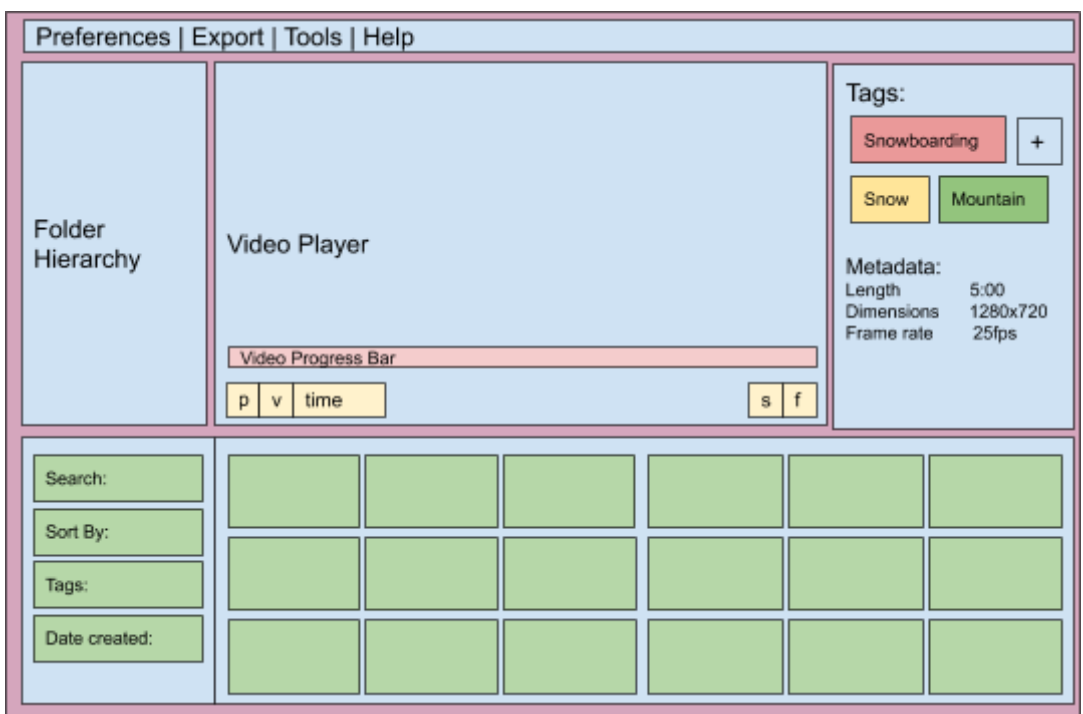 Preferences | Export | Tools | Help
Folder
Hierarchy
Video Player
Video Progress Bar
p v time s f
Tags:
Snowboarding +
Snow Mountain
Metadata:
Length 5:00
Dimensions 1280x720
Frame rate 25fps
Search:
Sort By:
Tags:
Date created: